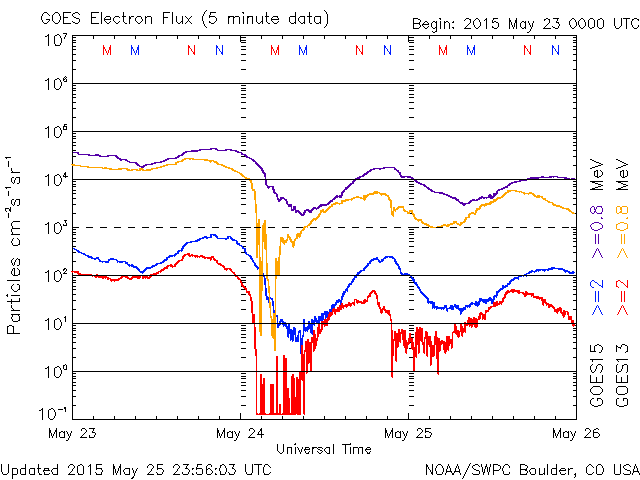 GOES Electron Flux (5 minute data)
Begin: 2015 May 23 0000 UTC
M M N N M M N N M M N N
10⁷
10⁶
10⁵
10⁴
10³
10²
10¹
10⁰
10⁻¹
Particles cm⁻²s⁻¹sr⁻¹
May 23 May 24 May 25 May 26
Universal Time
GOES15 >=2 >=0.8 MeV
GOES13 >=2 >=0.8 MeV
Updated 2015 May 25 23:56:03 UTC
NOAA/SWPC Boulder, CO USA